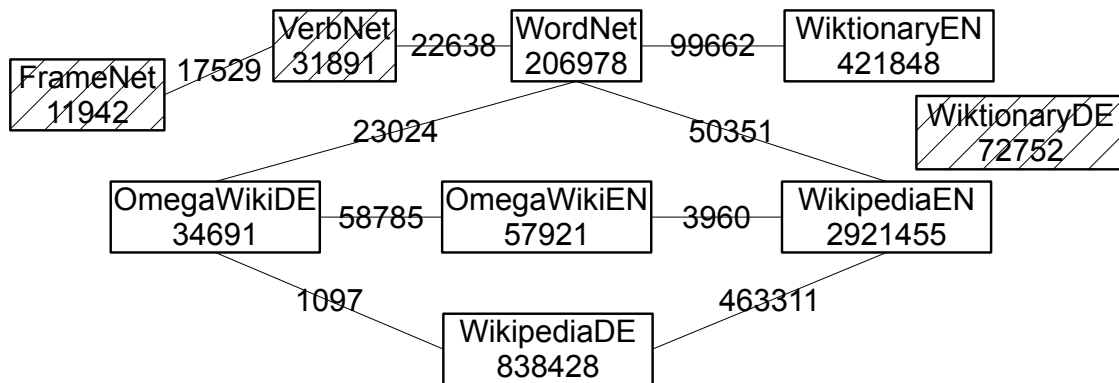 VerbNet
31891
22638
WordNet
206978
99662
WiktionaryEN
421848
FrameNet
11942
17529
WiktionaryDE
72752
23024
50351
OmegaWikiDE
34691
58785
OmegaWikiEN
57921
3960
WikipediaEN
2921455
1097
463311
WikipediaDE
838428